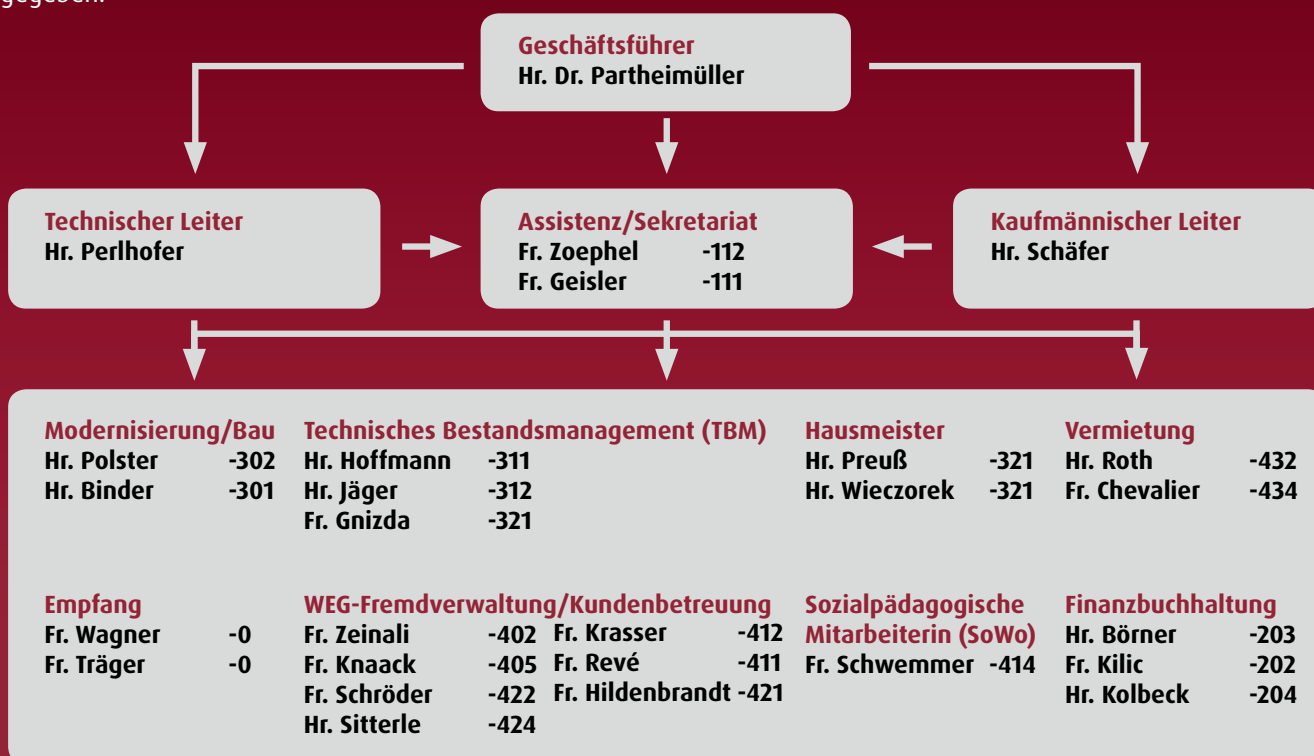 gegeben.
Geschäftsführer
Hr. Dr. Partheimüller
Technischer Leiter
Hr. Perlhofer
Assistenz/Sekretariat
Fr. Zoephel -112
Fr. Geisler -111
Kaufmännischer Leiter
Hr. Schäfer
Modernisierung/Bau
Hr. Polster -302
Hr. Binder -301
Technisches Bestandsmanagement (TBM)
Hr. Hoffmann -311
Hr. Jäger -312
Fr. Gnizda -321
Hausmeister
Hr. Preuß -321
Hr. Wieczorek -321
Vermietung
Hr. Roth -432
Fr. Chevalier -434
Empfang
Fr. Wagner -0
Fr. Träger -0
WEG-Fremdverwaltung/Kundenbetreuung
Fr. Zeinali -402
Fr. Knaack -405
Fr. Schröder -422
Hr. Sitterle -424
Fr. Krasser -412
Fr. Revé -411
Fr. Hildenbrandt -421
Sozialpädagogische
Mitarbeiterin (SoWo)
Fr. Schwemmer -414
Finanzbuchhaltung
Hr. Börner -203
Fr. Kilic -202
Hr. Kolbeck -204